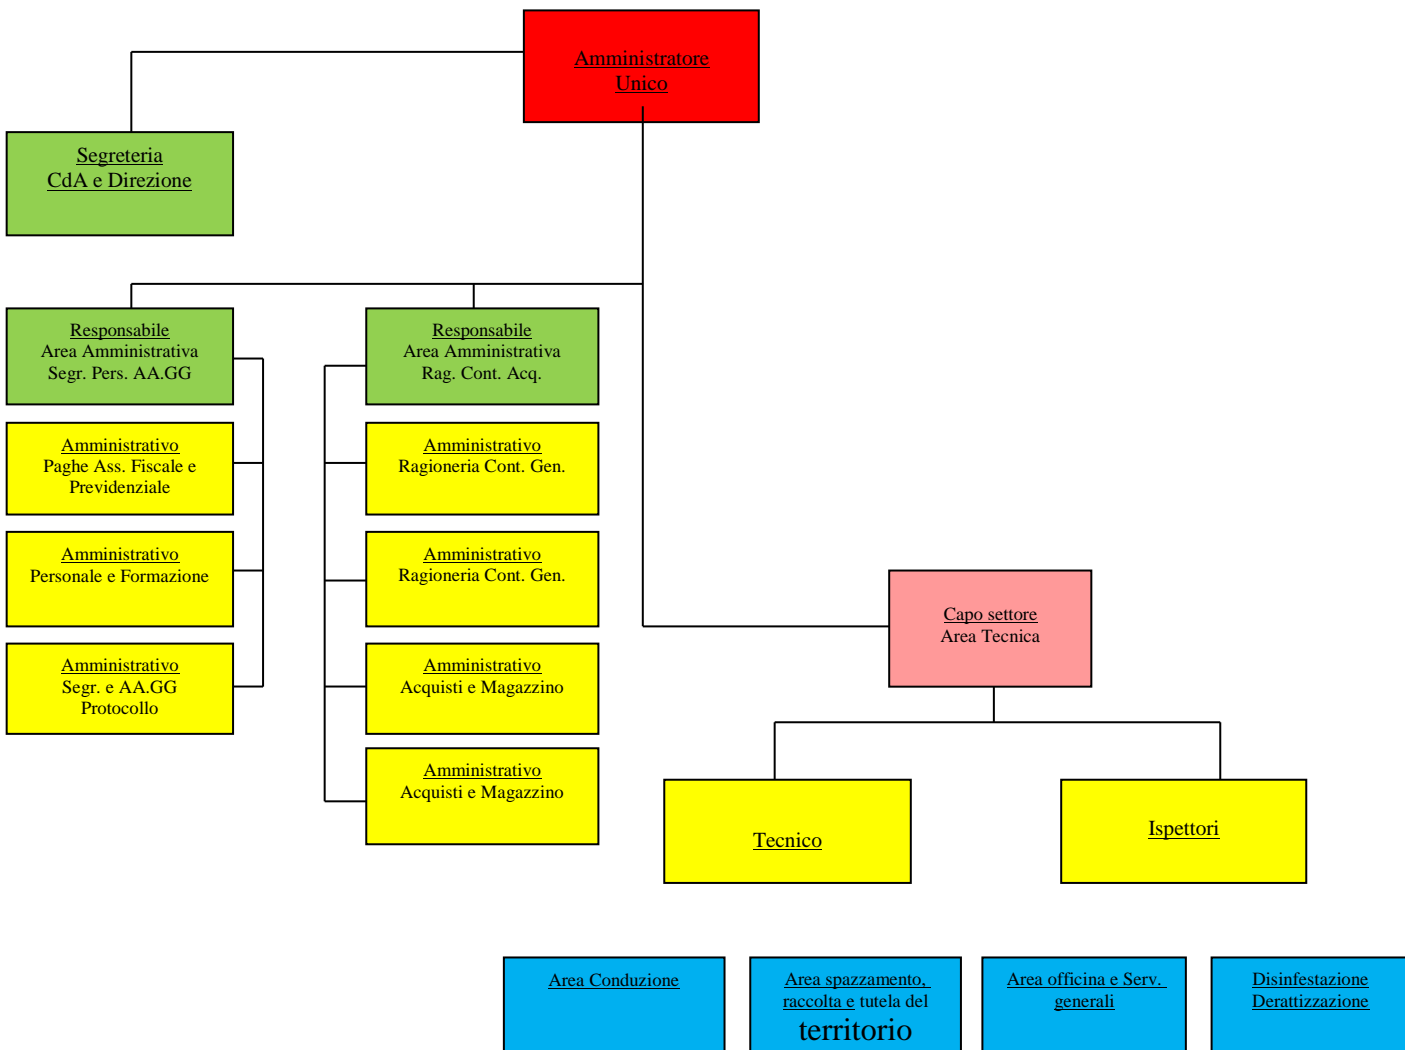 Amministratore
Unico
Segreteria
CdA e Direzione
Responsabile
Area Amministrativa
Segr. Pers. AA.GG
Responsabile
Area Amministrativa
Rag. Cont. Acq.
Amministrativo
Paghe Ass. Fiscale e
Previdenziale
Amministrativo
Ragioneria Cont. Gen.
Amministrativo
Personale e Formazione
Amministrativo
Ragioneria Cont. Gen.
Capo settore
Area Tecnica
Amministrativo
Segr. e AA.GG
Protocollo
Amministrativo
Acquisti e Magazzino
Amministrativo
Acquisti e Magazzino
Tecnico
Ispettori
Area Conduzione
Area spazzamento,
raccolta e tutela del
territorio
Area officina e Serv.
generali
Disinfestazione
Derattizzazione